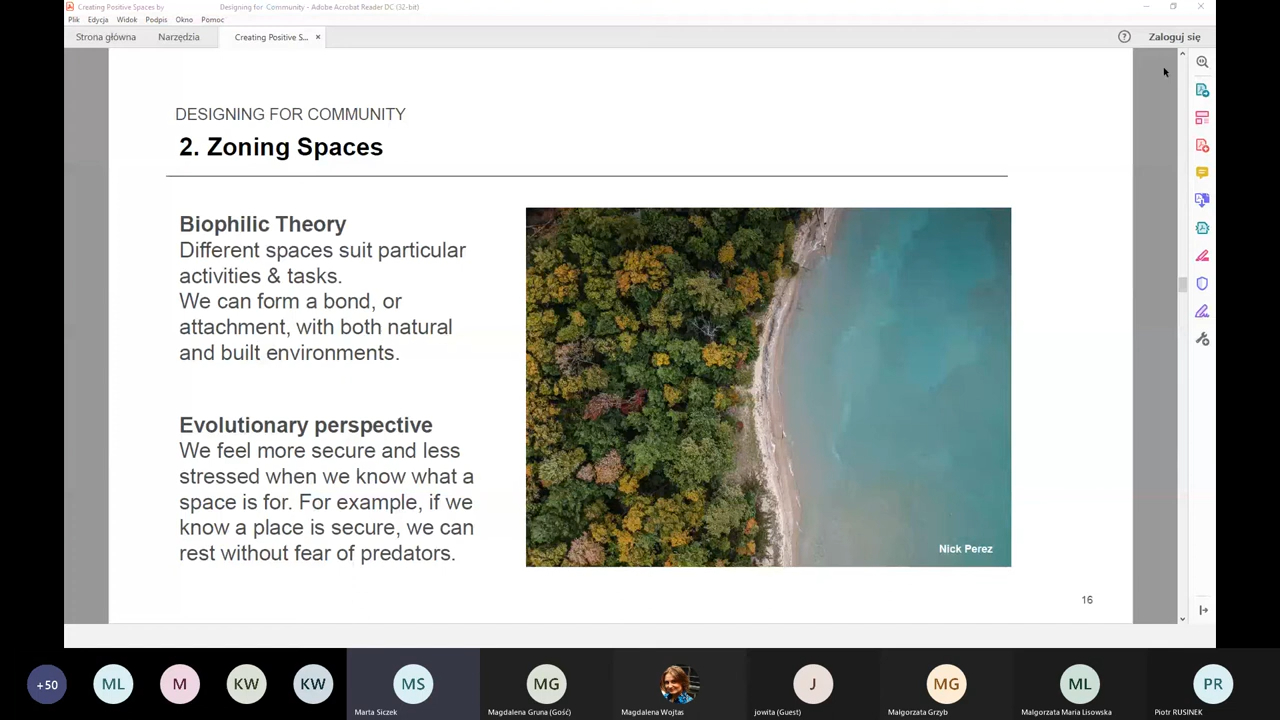 Creating Positive Spaces by Designing for Community - Adobe Acrobat Reader DC (32-bit)
Plik Edycja Widok Podpis Okno Pomoc
Strona główna Narzędzia Creating Positive S... × ? Zaloguj się
DESIGNING FOR COMMUNITY
2. Zoning Spaces
Biophilic Theory
Different spaces suit particular
activities & tasks.
We can form a bond, or
attachment, with both natural
and built environments.
Evolutionary perspective
We feel more secure and less
stressed when we know what a
space is for. For example, if we
know a place is secure, we can
rest without fear of predators.
Nick Perez
16
+50 ML M KW KW MS MG J MG ML PR
Marta Siczek Magdalena Gruna (Gość) Magdalena Wojtas jowita (Guest) Malgorzata Grzyb Malgorzata Maria Lisowska Piotr RUSINEK